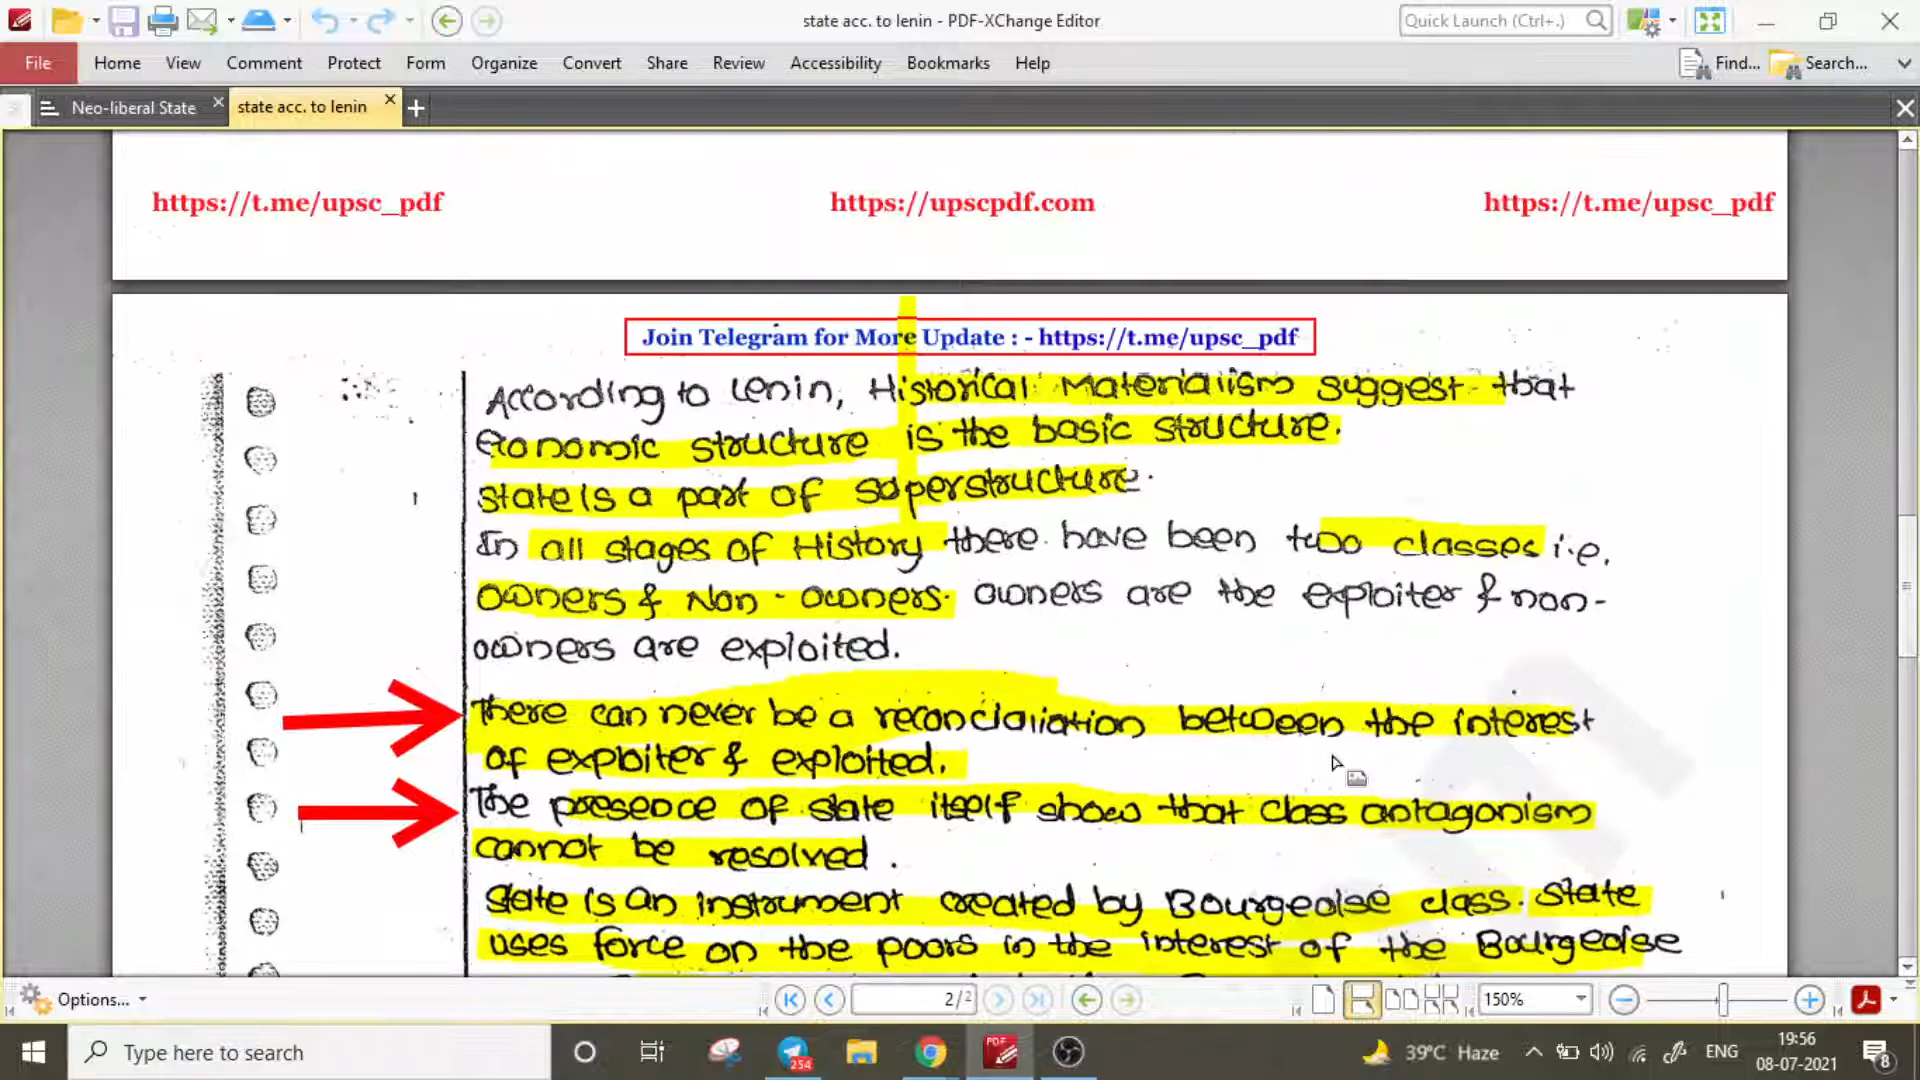 state acc. to lenin - PDF-XChange Editor
Quick Launch (Ctrl+.)
File Home View Comment Protect Form Organize Convert Share Review Accessibility Bookmarks Help Find... Search...
Neo-liberal State
state acc. to lenin
https://t.me/upsc_pdf https://upscpdf.com https://t.me/upsc_pdf
Join Telegram for More Update : - https://t.me/upsc_pdf
According to Lenin, Historical Materialism suggest that
Economic structure is the basic structure.
State is a part of superstructure.
In all stages of History there have been two classes i.e.
owners & Non-owners. owners are the exploiter & non-
owners are exploited.
There can never be a reconcialiation between the interest
of exploiter & exploited.
The presence of state itself show that class antagonism
cannot be resolved.
State is an instrument created by Bourgeoise class. State
uses force on the poors in the interest of the Bourgeoise
Options...
2/2
150%
Type here to search
254
PDF
39°C Haze
ENG
19:56
08-07-2021
8